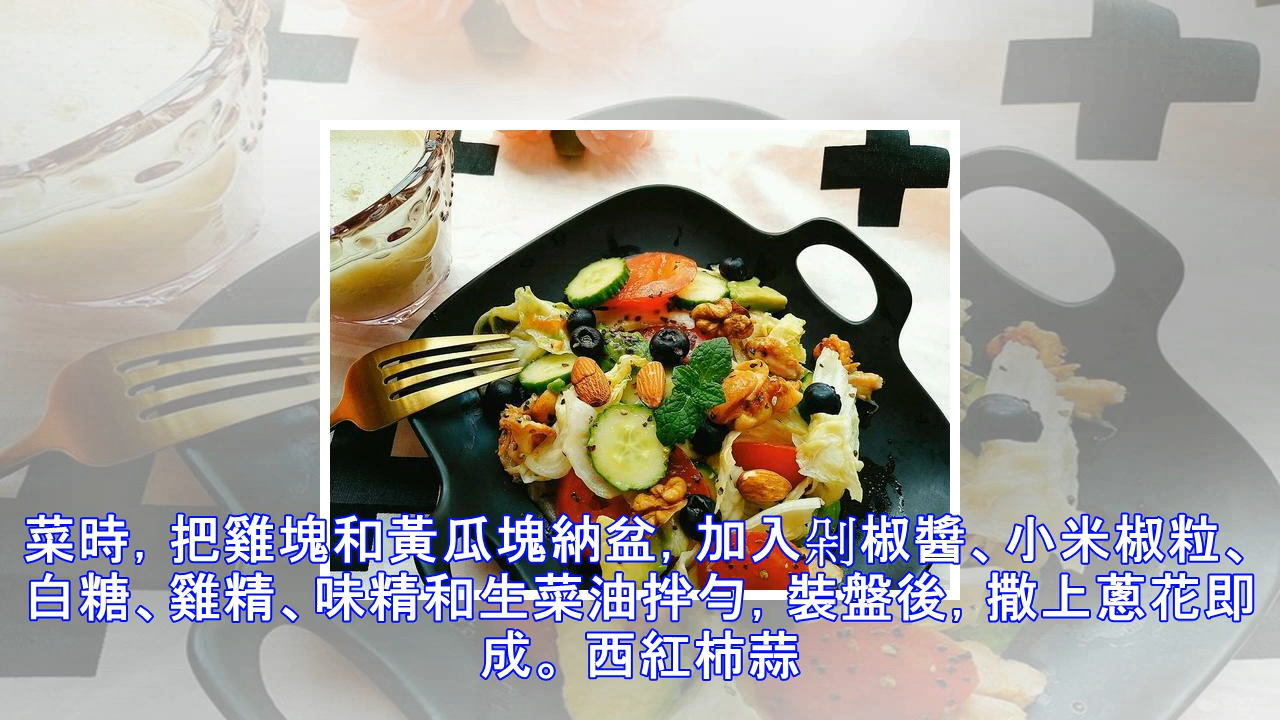 菜時, 把雞塊和黃瓜塊納盆, 加入剁椒醬、小米椒粒、
白糖、雞精、味精和生菜油拌勻, 裝盤後, 撒上蔥花即
成。西紅柿蒜